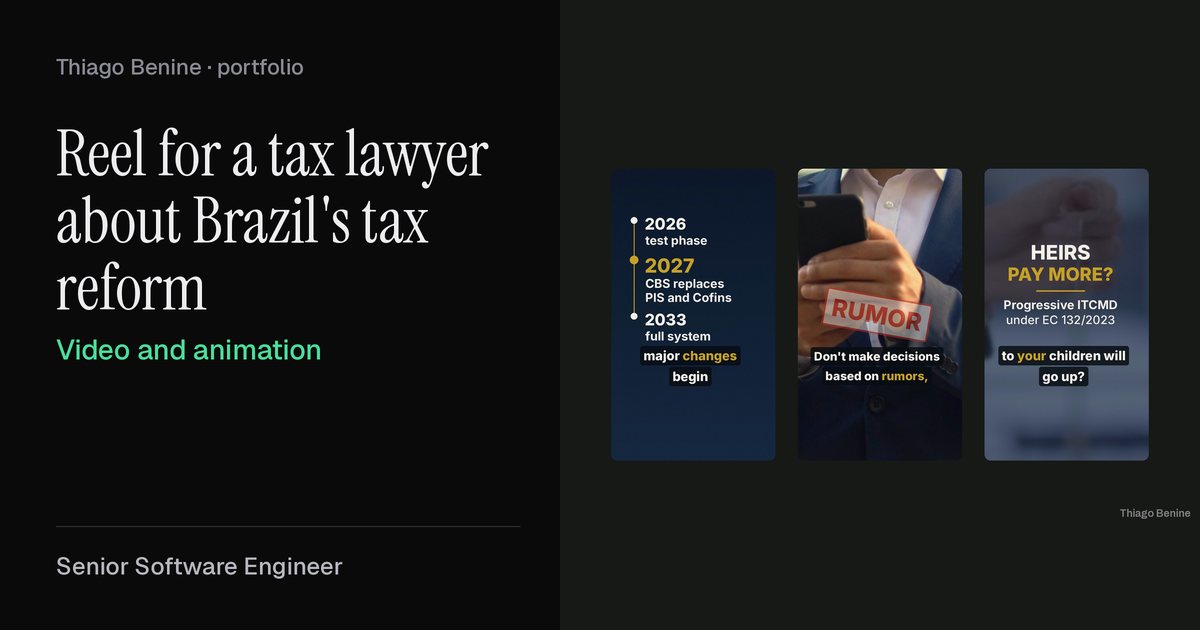 Thiago Benine · portfolio
Reel for a tax lawyer
about Brazil's tax
reform
Video and animation
Senior Software Engineer
2026
test phase
2027
CBS replaces
PIS and Cofins
2033
full system
major changes
begin
RUMOR
Don't make decisions
based on rumors,
HEIRS
PAY MORE?
Progressive ITCMD
under EC 132/2023
to your children will
go up?
Thiago Benine